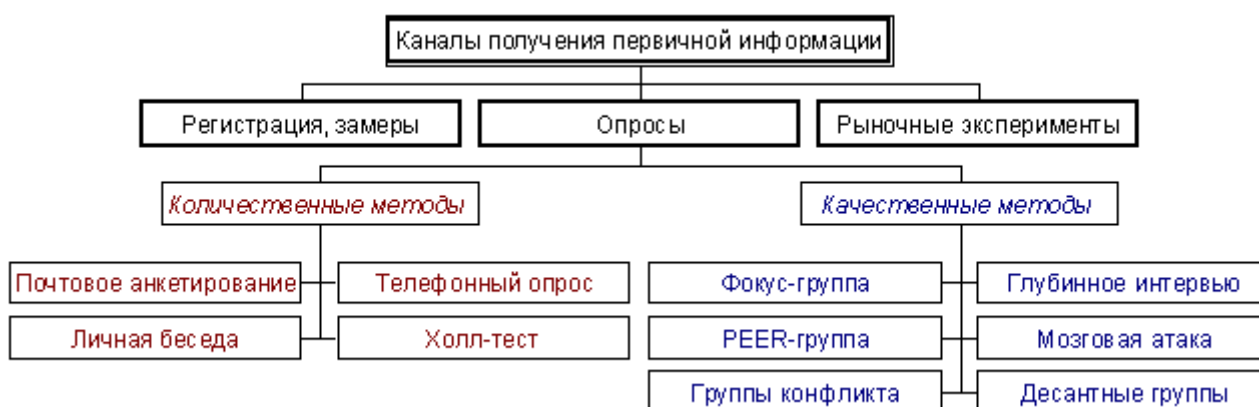 Каналы получения первичной информации
Регистрация, замеры
Опросы
Рыночные эксперименты
Количественные методы
Качественные методы
Почтовое анкетирование
Телефонный опрос
Фокус-группа
Глубинное интервью
Личная беседа
Холл-тест
PEER-группа
Мозговая атака
Группы конфликта
Десантные группы